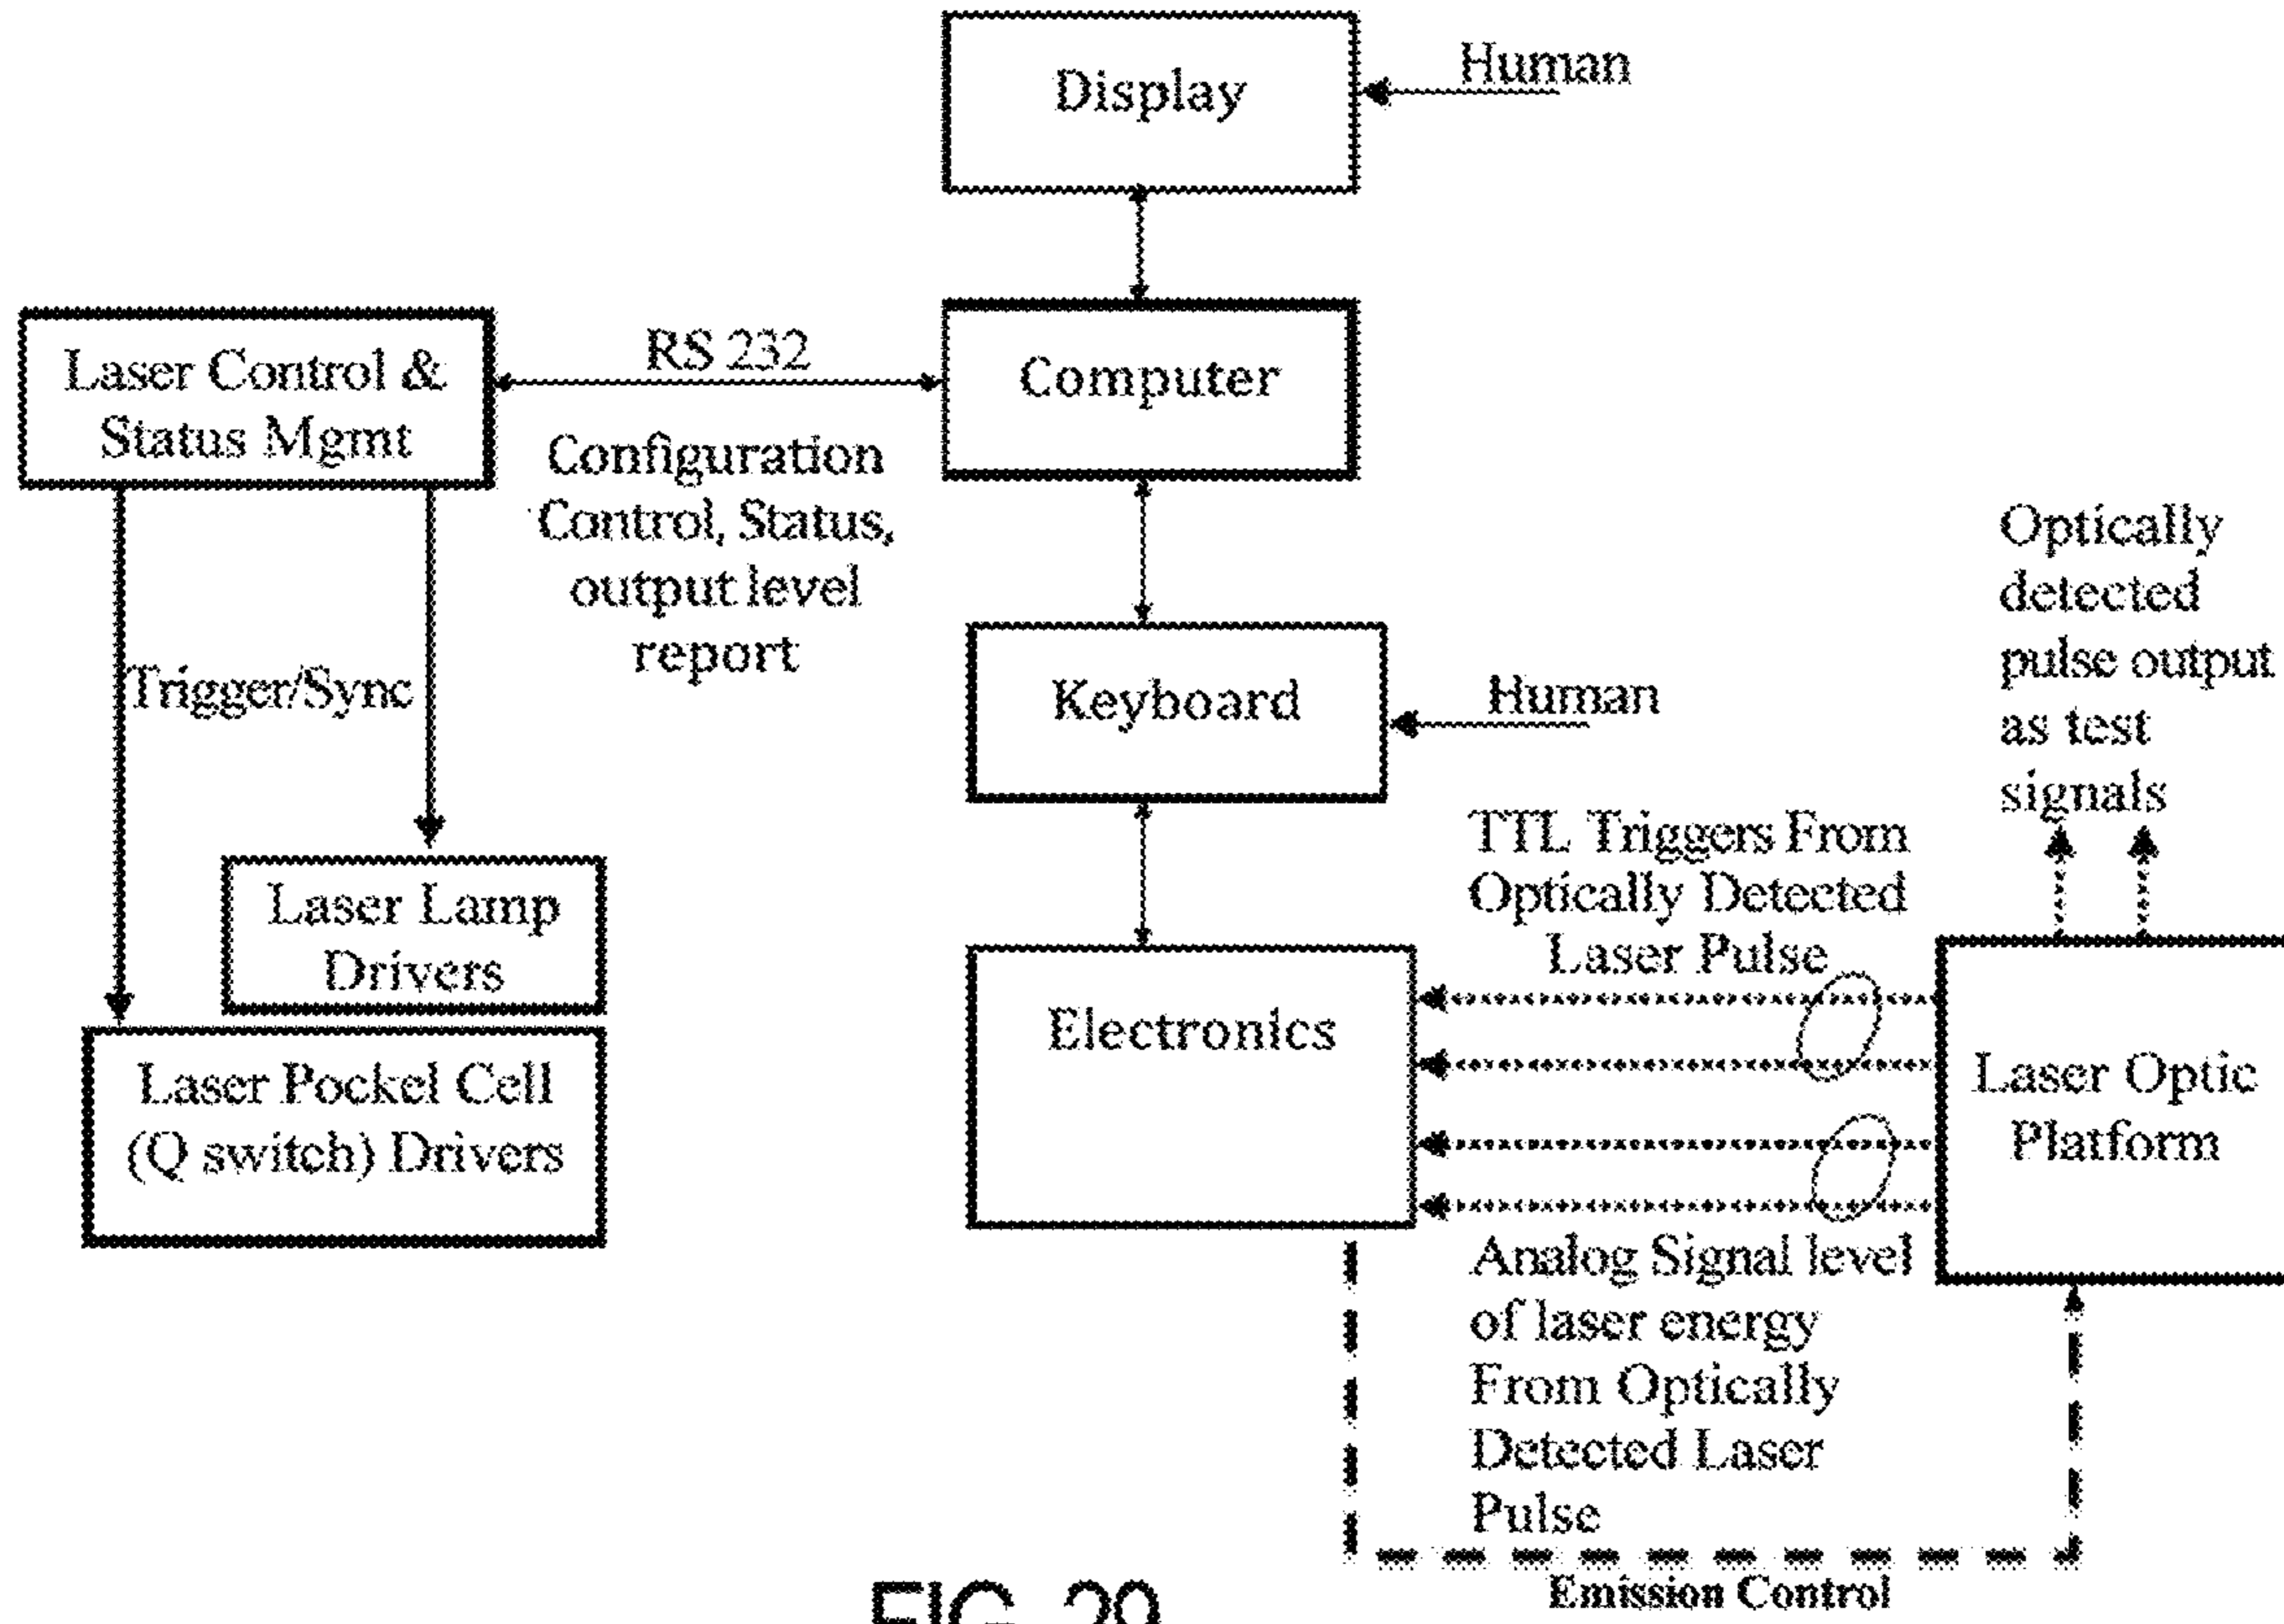 Display
Human
Laser Control &
Status Mgmt
RS 232
Computer
Configuration
Control, Status,
output level
report
Trigger/Sync
Keyboard
Human
Optically
detected
pulse output
as test
signals
Laser Lamp
Drivers
Laser Pockel Cell
(Q switch) Drivers
TTL Triggers From
Optically Detected
Laser Pulse
Electronics
Laser Optic
Platform
Analog Signal level
of laser energy
From Optically
Detected Laser
Pulse
Emission Control
FIG. 29